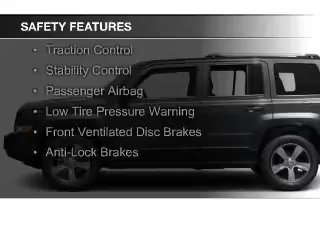 SAFETY FEATURES
• Traction Control
• Stability Control
• Passenger Airbag
• Low Tire Pressure Warning
• Front Ventilated Disc Brakes
• Anti-Lock Brakes